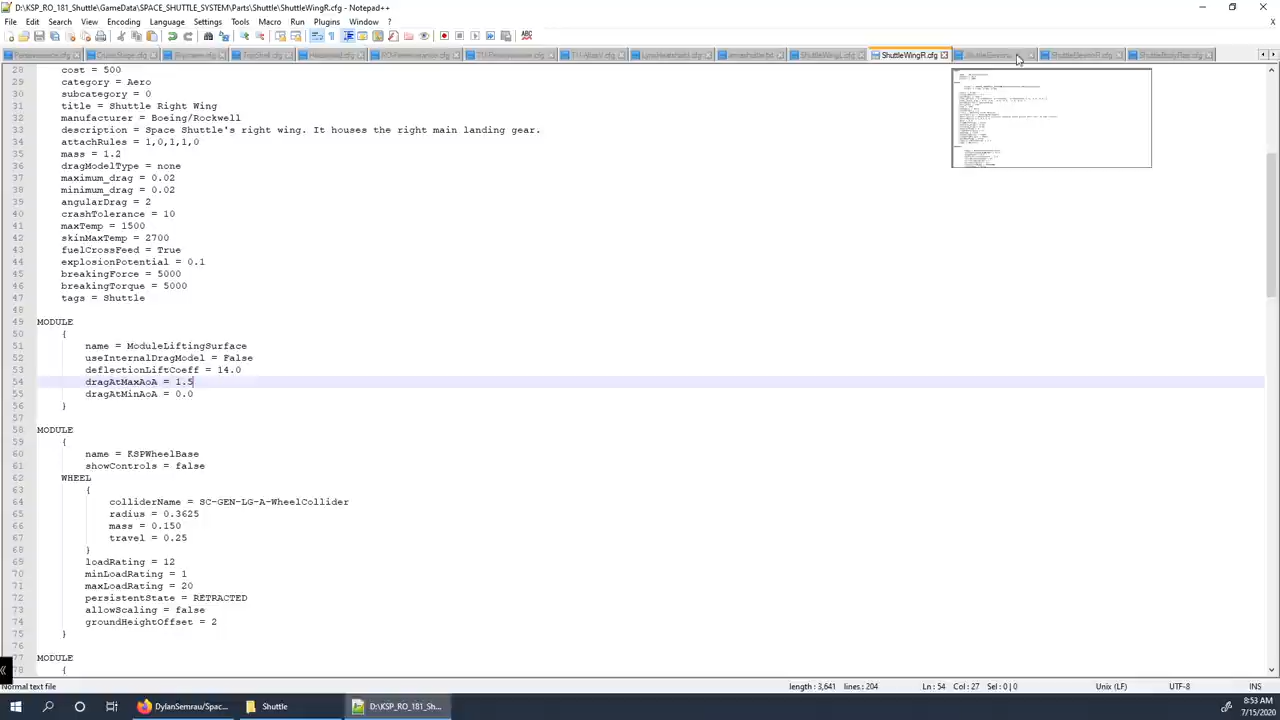 D:\KSP_RO_181_Shuttle\GameData\SPACE_SHUTTLE_SYSTEM\Parts\Shuttle\ShuttleWingR.cfg - Notepad++
File Edit Search View Encoding Language Settings Tools Macro Run Plugins Window ?
X
ShuttleWingL.cfg ShuttleWingR.cfg ShuttleElevonR.cfg
28 cost = 500
29 category = Aero
30 subcategory = 0
31 title = Shuttle Right Wing
32 manufacturer = Boeing/Rockwell
33 description = Space Shuttle's right wing. It houses the right main landing gear.
34 attachRules = 1,0,1,1,0
35 mass = 4.12
36 dragModelType = none
37 maximum_drag = 0.02
38 minimum_drag = 0.02
39 angularDrag = 2
40 crashTolerance = 10
41 maxTemp = 1500
42 skinMaxTemp = 2700
43 fuelCrossFeed = True
44 explosionPotential = 0.1
45 breakingForce = 5000
46 breakingTorque = 5000
47 tags = Shuttle
48
49 MODULE
50 {
51 name = ModuleLiftingSurface
52 useInternalDragModel = False
53 deflectionLiftCoeff = 14.0
54 dragAtMaxAoA = 1.5
55 dragAtMinAoA = 0.0
56 }
57
58 MODULE
59 {
60 name = KSPWheelBase
61 showControls = false
62 WHEEL
63 {
64 colliderName = SC-GEN-LG-A-WheelCollider
65 radius = 0.3625
66 mass = 0.150
67 travel = 0.25
68 }
69 loadRating = 12
70 minLoadRating = 1
71 maxLoadRating = 20
72 persistentState = RETRACTED
73 allowScaling = false
74 groundHeightOffset = 2
75 }
76
77 MODULE
78 {
Normal text file length : 3,641 lines : 204 Ln : 54 Col : 27 Sel : 0 | 0 Unix (LF) UTF-8 INS
DylanSemrau/Spac... Shuttle D:\KSP_RO_181_Sh... 8:53 AM
7/15/2020